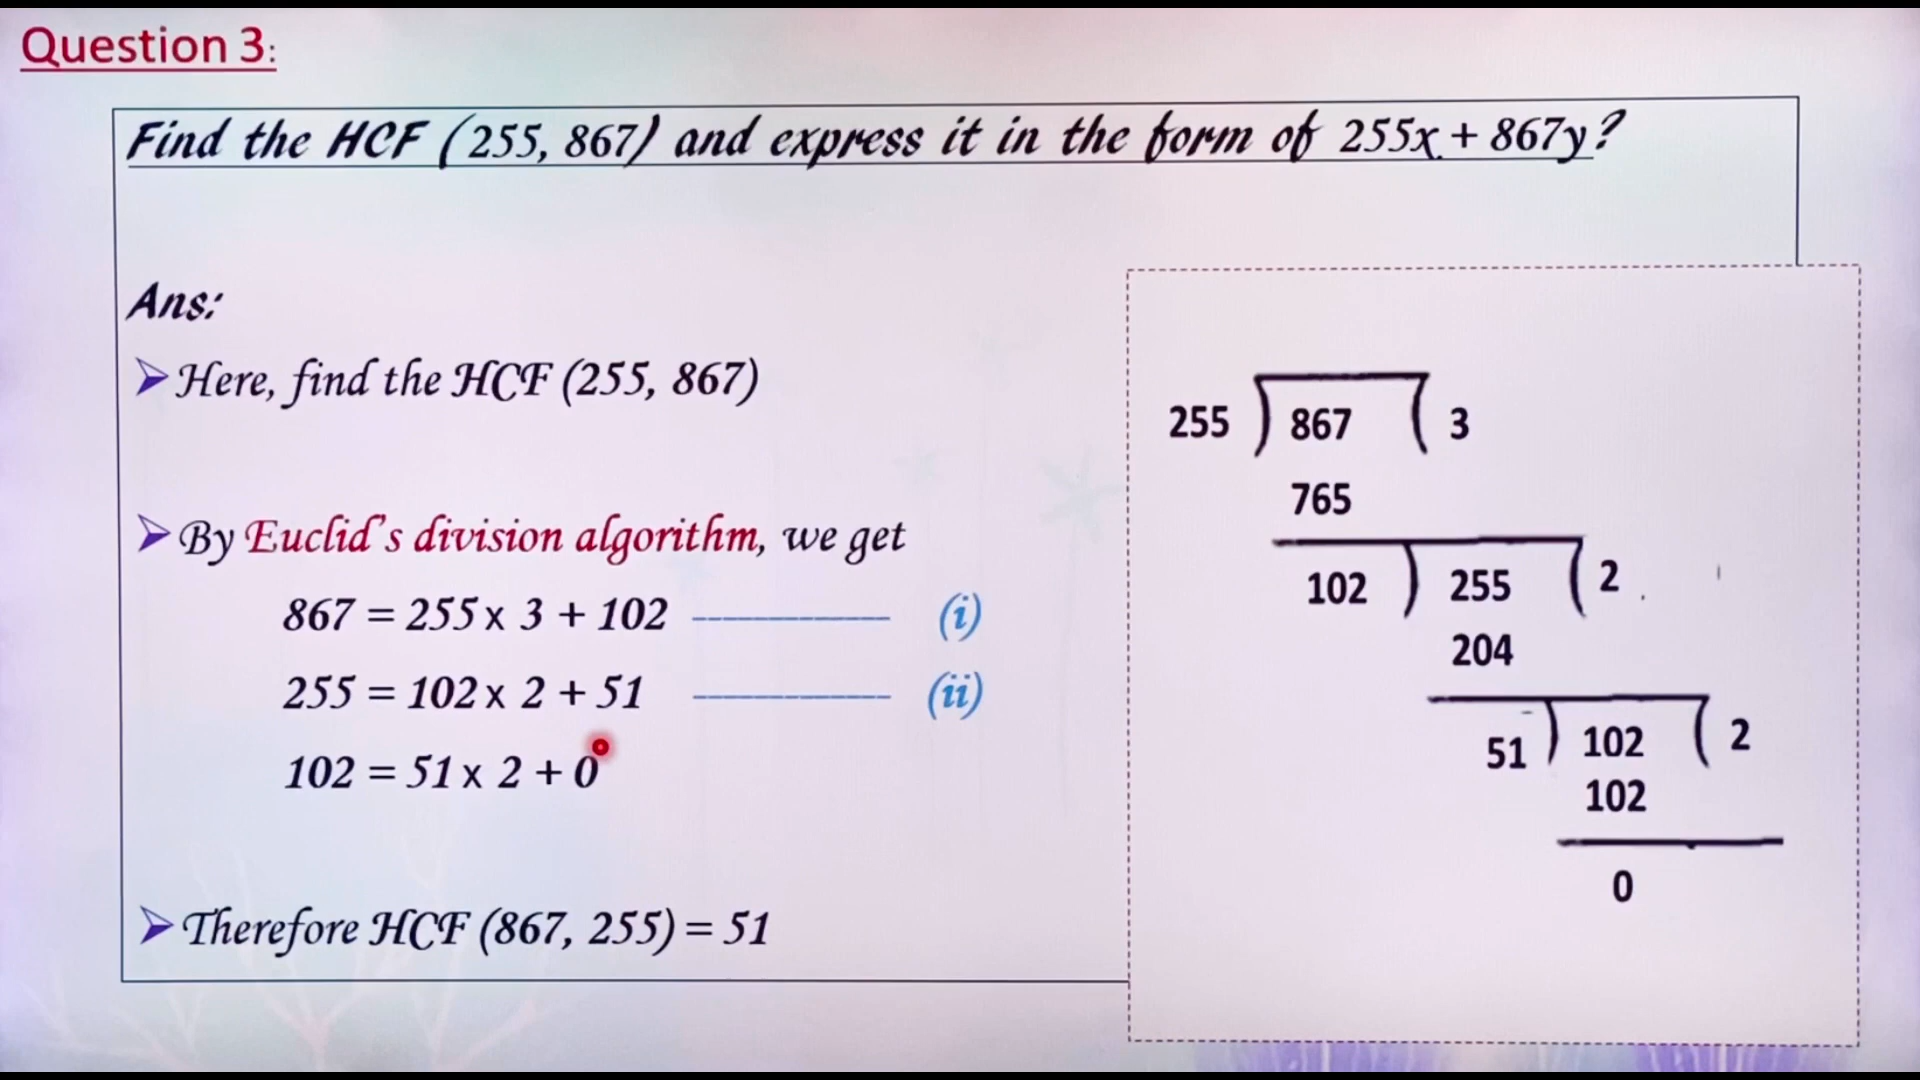 Question 3:
Find the HCF (255, 867) and express it in the form of 255x + 867y?
Ans:
Here, find the HCF (255, 867)
By Euclid's division algorithm, we get
867 = 255 x 3 + 102 (i)
255 = 102 x 2 + 51 (ii)
102 = 51 x 2 + 0
Therefore HCF (867, 255) = 51
255 ) 867 ( 3
765
102 ) 255 ( 2
204
51 ) 102 ( 2
102
0